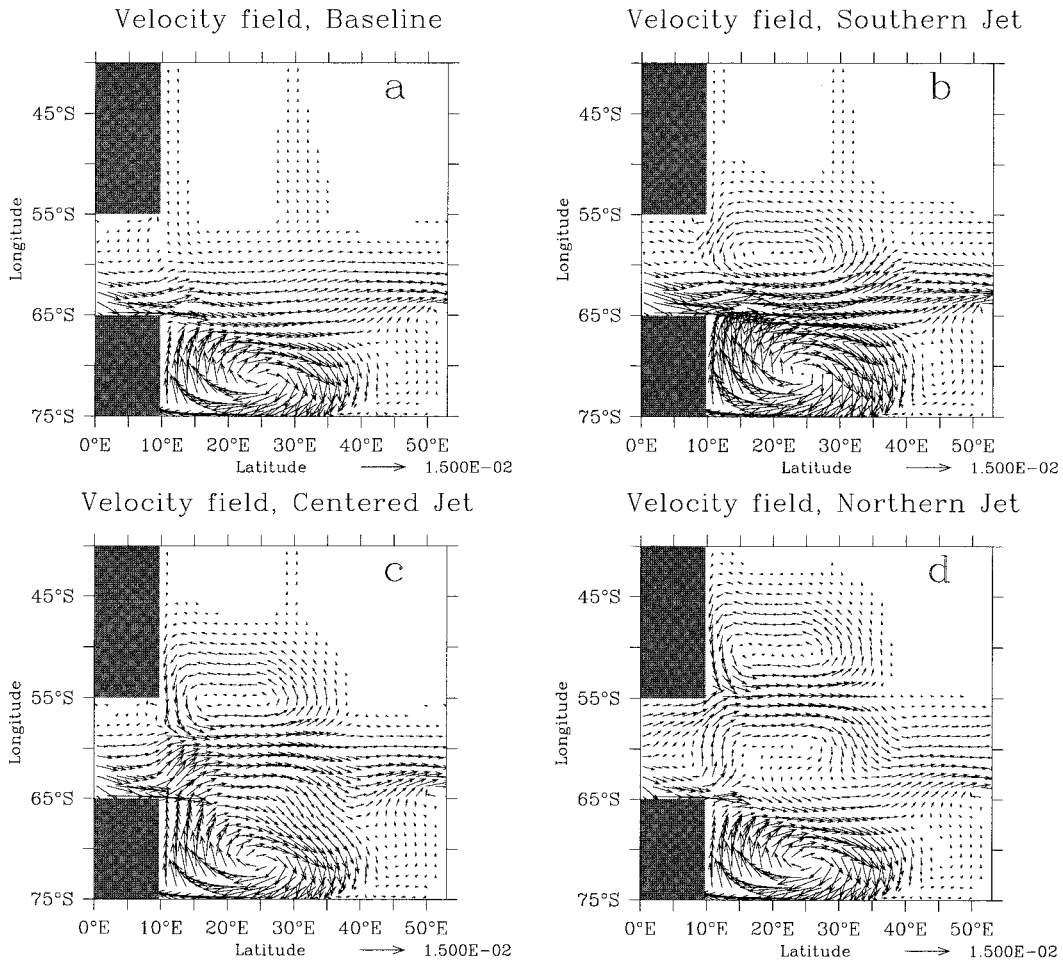 Velocity field, Baseline
a
45°S
55°S
65°S
75°S
Longitude
0°E 10°E 20°E 30°E 40°E 50°E
Latitude
1.500E-02
Velocity field, Southern Jet
b
45°S
55°S
65°S
75°S
Longitude
0°E 10°E 20°E 30°E 40°E 50°E
Latitude
1.500E-02
Velocity field, Centered Jet
c
45°S
55°S
65°S
75°S
Longitude
0°E 10°E 20°E 30°E 40°E 50°E
Latitude
1.500E-02
Velocity field, Northern Jet
d
45°S
55°S
65°S
75°S
Longitude
0°E 10°E 20°E 30°E 40°E 50°E
Latitude
1.500E-02